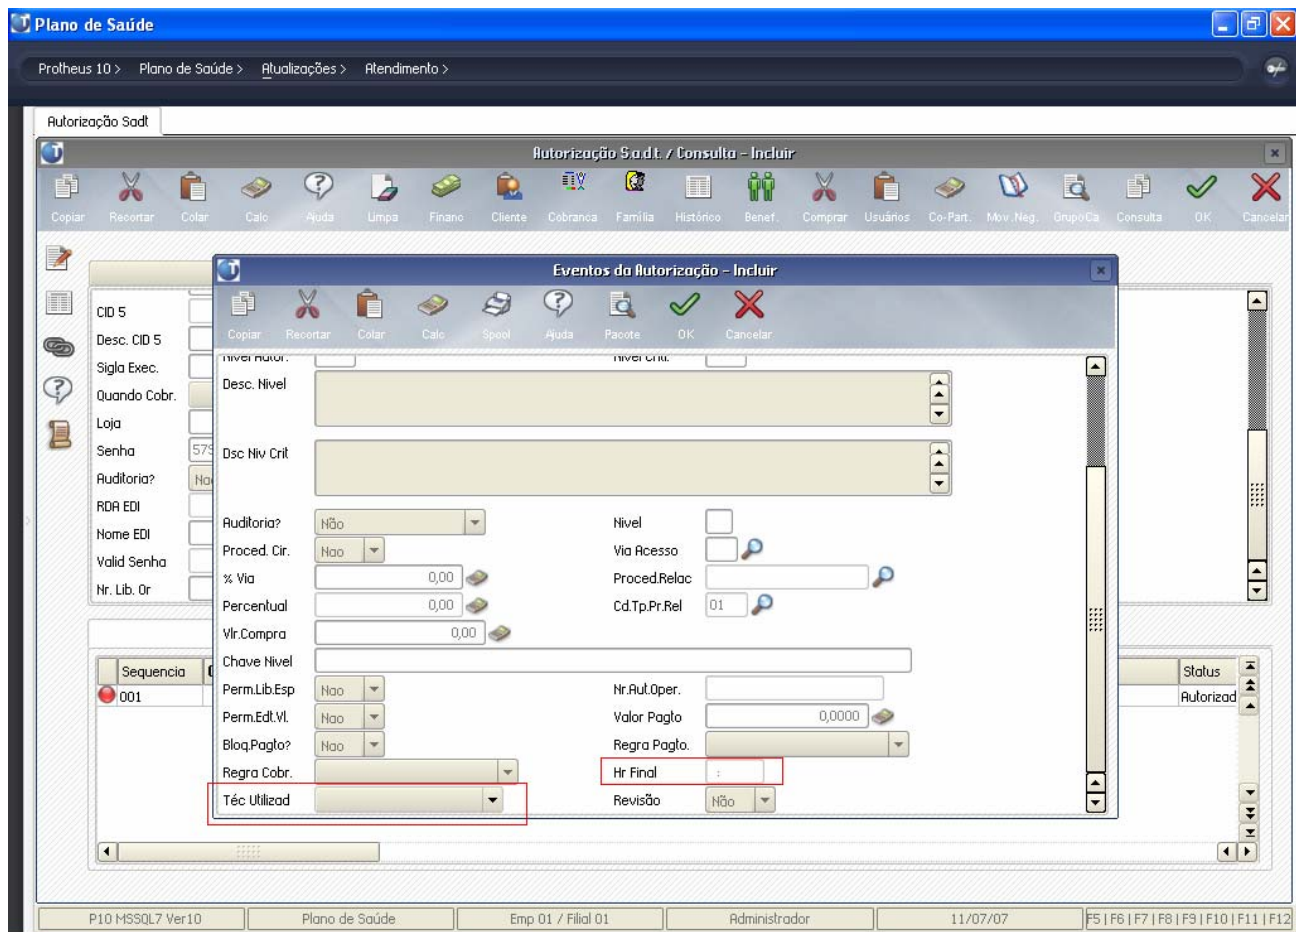 Plano de Saúde
Protheus 10 > Plano de Saúde > Atualizações > Atendimento >
Autorização Sadt
Autorização S.a.d.t. / Consulta - Incluir
Copiar Recortar Colar Calc Ajuda Limpa Financ Cliente Cobranca Família Histórico Benef. Comprar Usuários Co-Part. Mov.Neg. GrupoCa Consulta OK Cancelar
Eventos da Autorização - Incluir
Copiar Recortar Colar Calc Spool Ajuda Pacote OK Cancelar
CID 5
Desc. CID 5
Sigla Exec.
Quando Cobr.
Loja
Senha 579
Auditoria?
RDA EDI
Nome EDI
Valid Senha
Nr. Lib. Or
Nivel Autor. Nivel Criti.
Desc. Nivel
Dsc Niv Crit
Auditoria? Não Nivel
Proced. Cir. Nao Via Acesso
% Via 0,00 Proced.Relac
Percentual 0,00 Cd.Tp.Pr.Rel 01
Vlr.Compra 0,00
Chave Nivel
Perm.Lib.Esp Nao Nr.Aut.Oper.
Perm.Edt.Vl. Nao Valor Pagto 0,0000
Bloq.Pagto? Nao Regra Pagto.
Regra Cobr. Hr Final :
Téc Utilizad Revisão Não
Sequencia Status
001 Autorizad
P10 MSSQL7 Ver10 Plano de Saúde Emp 01 / Filial 01 Administrador 11/07/07 F5 | F6 | F7 | F8 | F9 | F10 | F11 | F12